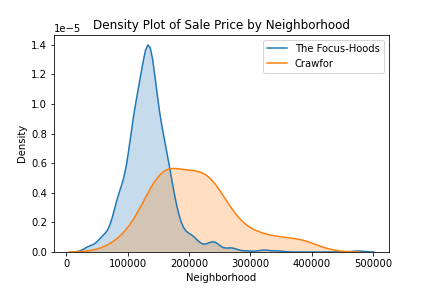 Density Plot of Sale Price by Neighborhood
1e−5
The Focus-Hoods
Crawfor
1.4
1.2
1.0
0.8
0.6
0.4
0.2
0.0
Density
0 100000 200000 300000 400000 500000
Neighborhood